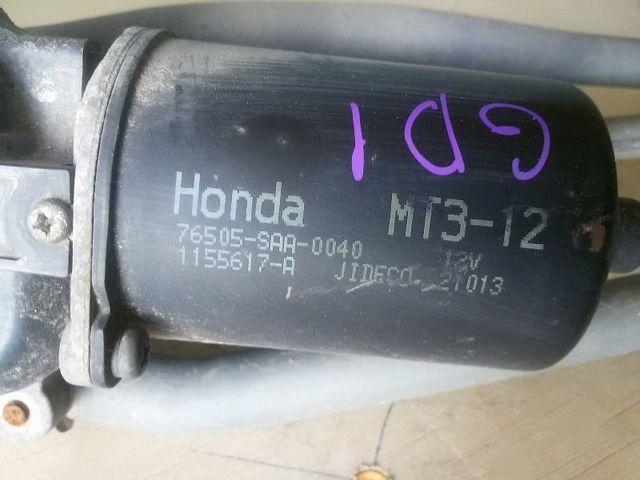 GD1
Honda
MT3-12
76505-SAA-0040
12V
1155617-A JIDECO 21013